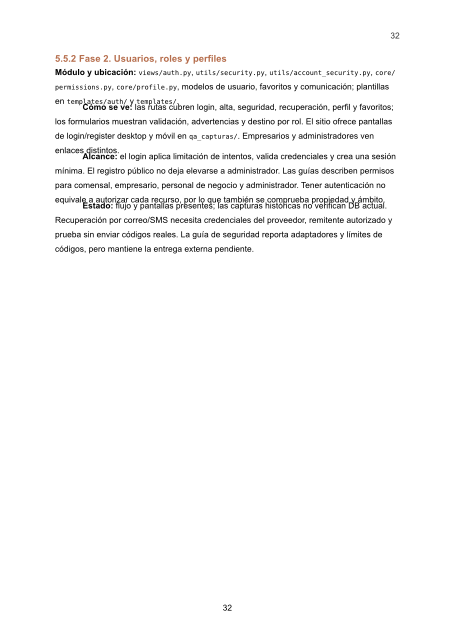 32
5.5.2 Fase 2. Usuarios, roles y perfiles
Módulo y ubicación: views/auth.py, utils/security.py, utils/account_security.py, core/
permissions.py, core/profile.py, modelos de usuario, favoritos y comunicación; plantillas
en templates/auth/ y templates/.
Cómo se ve: las rutas cubren login, alta, seguridad, recuperación, perfil y favoritos;
los formularios muestran validación, advertencias y destino por rol. El sitio ofrece pantallas
de login/register desktop y móvil en qa_capturas/. Empresarios y administradores ven
enlaces distintos.
Alcance: el login aplica limitación de intentos, valida credenciales y crea una sesión
mínima. El registro público no deja elevarse a administrador. Las guías describen permisos
para comensal, empresario, personal de negocio y administrador. Tener autenticación no
equivale a autorizar cada recurso, por lo que también se comprueba propiedad y ámbito.
Estado: flujo y pantallas presentes; las capturas históricas no verifican DB actual.
Recuperación por correo/SMS necesita credenciales del proveedor, remitente autorizado y
prueba sin enviar códigos reales. La guía de seguridad reporta adaptadores y límites de
códigos, pero mantiene la entrega externa pendiente.
32